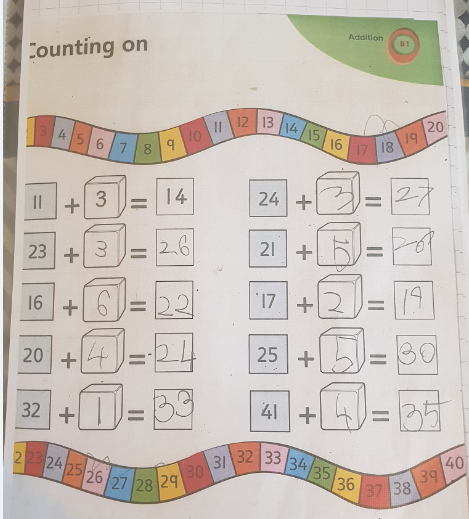 Counting on
Addition B1
3 4 5 6 7 8 9 10 11 12 13 14 15 16 17 18 19 20
11 + 3 = 14
24 + 3 = 27
23 + 3 = 26
21 + 5 = 26
16 + 6 = 22
17 + 2 = 19
20 + 4 = 24
25 + 5 = 30
32 + 1 = 33
41 + 4 = 35
2 23 24 25 26 27 28 29 30 31 32 33 34 35 36 37 38 39 40